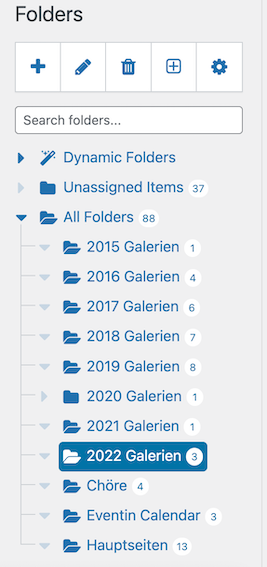 Folders
Search folders...
Dynamic Folders
Unassigned Items 37
All Folders 88
2015 Galerien 1
2016 Galerien 4
2017 Galerien 6
2018 Galerien 7
2019 Galerien 8
2020 Galerien 1
2021 Galerien 1
2022 Galerien 3
Chöre 4
Eventin Calendar 3
Hauptseiten 13